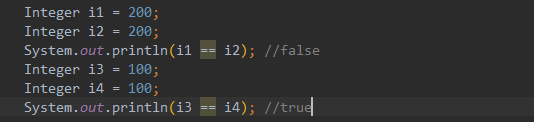 Integer i1 = 200;
Integer i2 = 200;
System.out.println(i1 == i2); //false
Integer i3 = 100;
Integer i4 = 100;
System.out.println(i3 == i4); //true